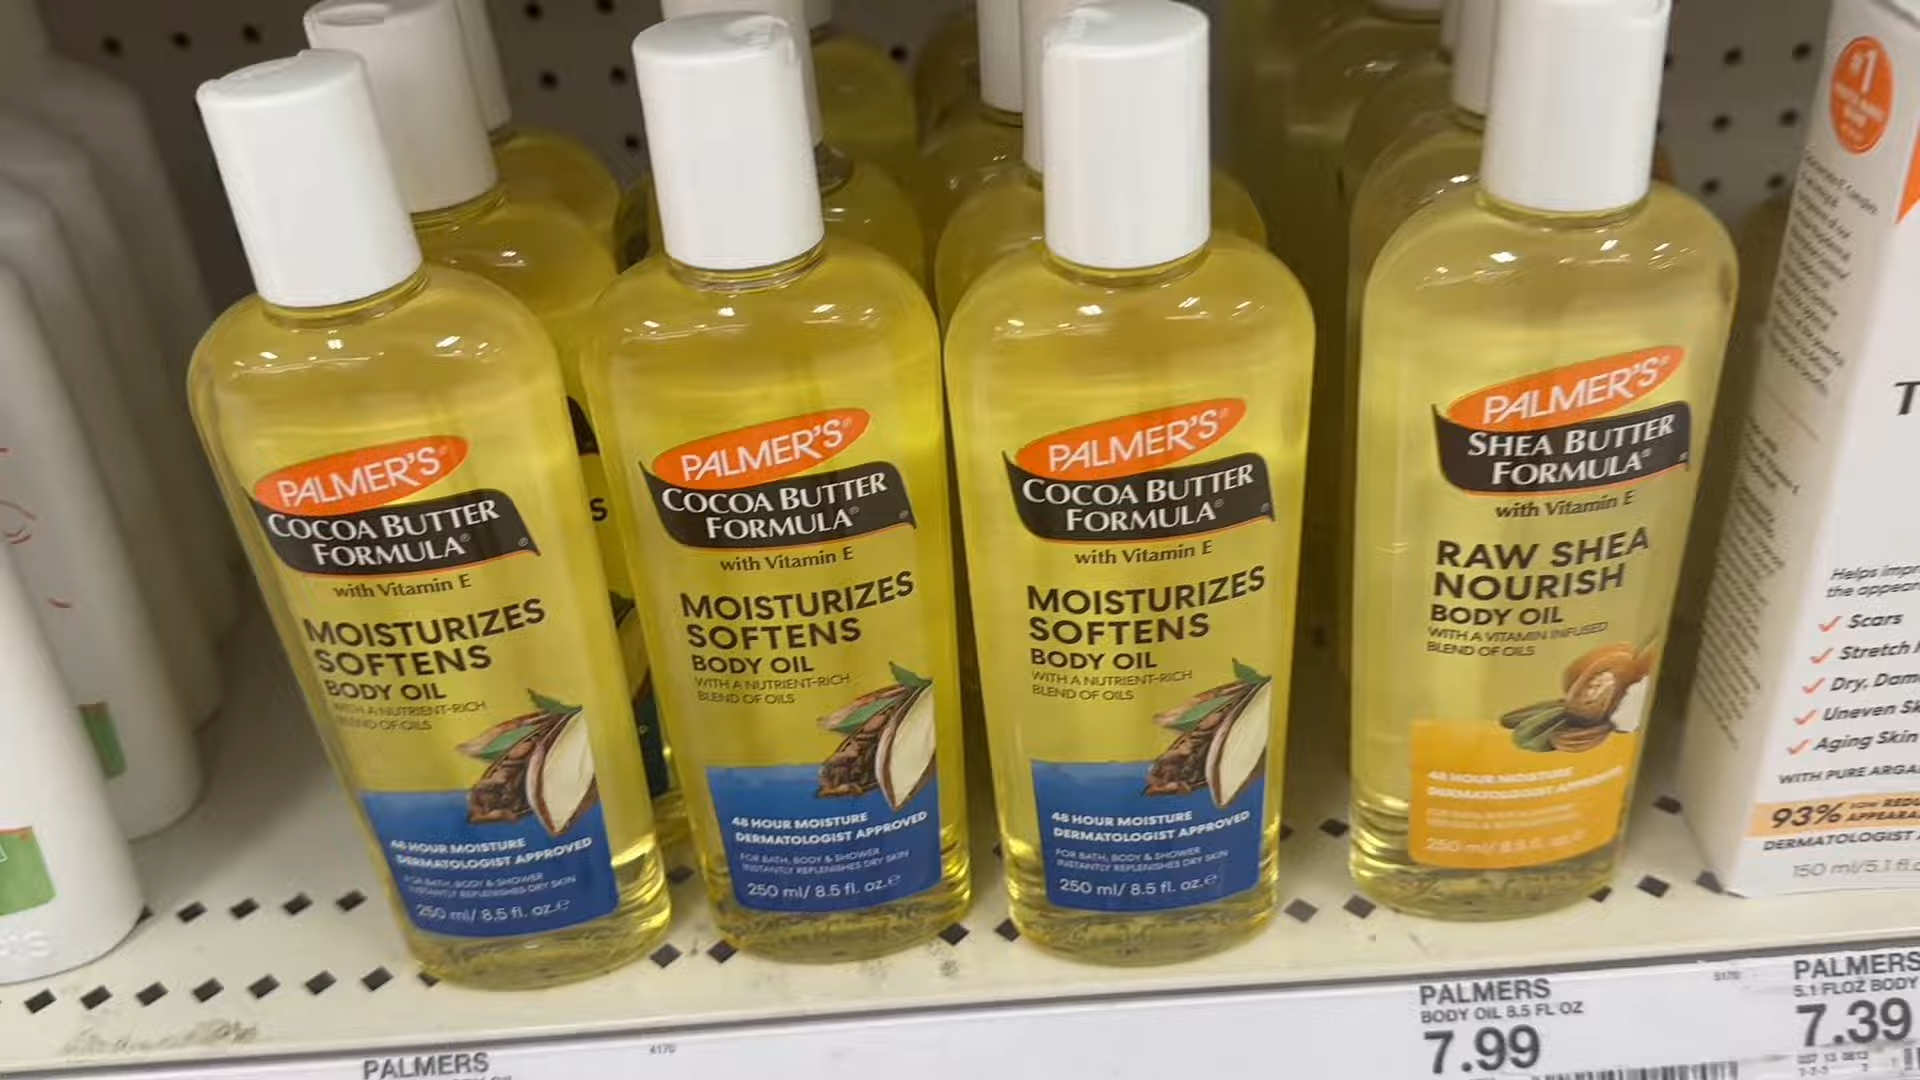 PALMER'S®
COCOA BUTTER
FORMULA®
with Vitamin E
MOISTURIZES
SOFTENS
BODY OIL
WITH A NUTRIENT-RICH
BLEND OF OILS
48 HOUR MOISTURE
DERMATOLOGIST APPROVED
FOR BATH, BODY & SHOWER
INSTANTLY REPLENISHES DRY SKIN
250 ml/ 8.5 fl. oz.e
PALMER'S®
COCOA BUTTER
FORMULA®
with Vitamin E
MOISTURIZES
SOFTENS
BODY OIL
WITH A NUTRIENT-RICH
BLEND OF OILS
48 HOUR MOISTURE
DERMATOLOGIST APPROVED
FOR BATH, BODY & SHOWER
INSTANTLY REPLENISHES DRY SKIN
250 ml/ 8.5 fl. oz.e
PALMER'S®
COCOA BUTTER
FORMULA®
with Vitamin E
MOISTURIZES
SOFTENS
BODY OIL
WITH A NUTRIENT-RICH
BLEND OF OILS
48 HOUR MOISTURE
DERMATOLOGIST APPROVED
FOR BATH, BODY & SHOWER
INSTANTLY REPLENISHES DRY SKIN
250 ml/ 8.5 fl. oz.e
PALMER'S®
SHEA BUTTER
FORMULA®
with Vitamin E
RAW SHEA
NOURISH
BODY OIL
WITH A VITAMIN INFUSED
BLEND OF OILS
48 HOUR MOISTURE
DERMATOLOGIST APPROVED
250 ml/ 8.5 fl. oz.
#1
T
Helps impr
the appear
Scars
Stretch
Dry, Dam
Uneven Sk
Aging Skin
WITH PURE ARGA
93%
APPEARA
DERMATOLOGIST
150 ml/5.1 fl.o
PALMERS
4170
PALMERS
5170
BODY OIL 8.5 FL OZ
7.99
PALMERS
5.1 FLOZ BODY
7.39